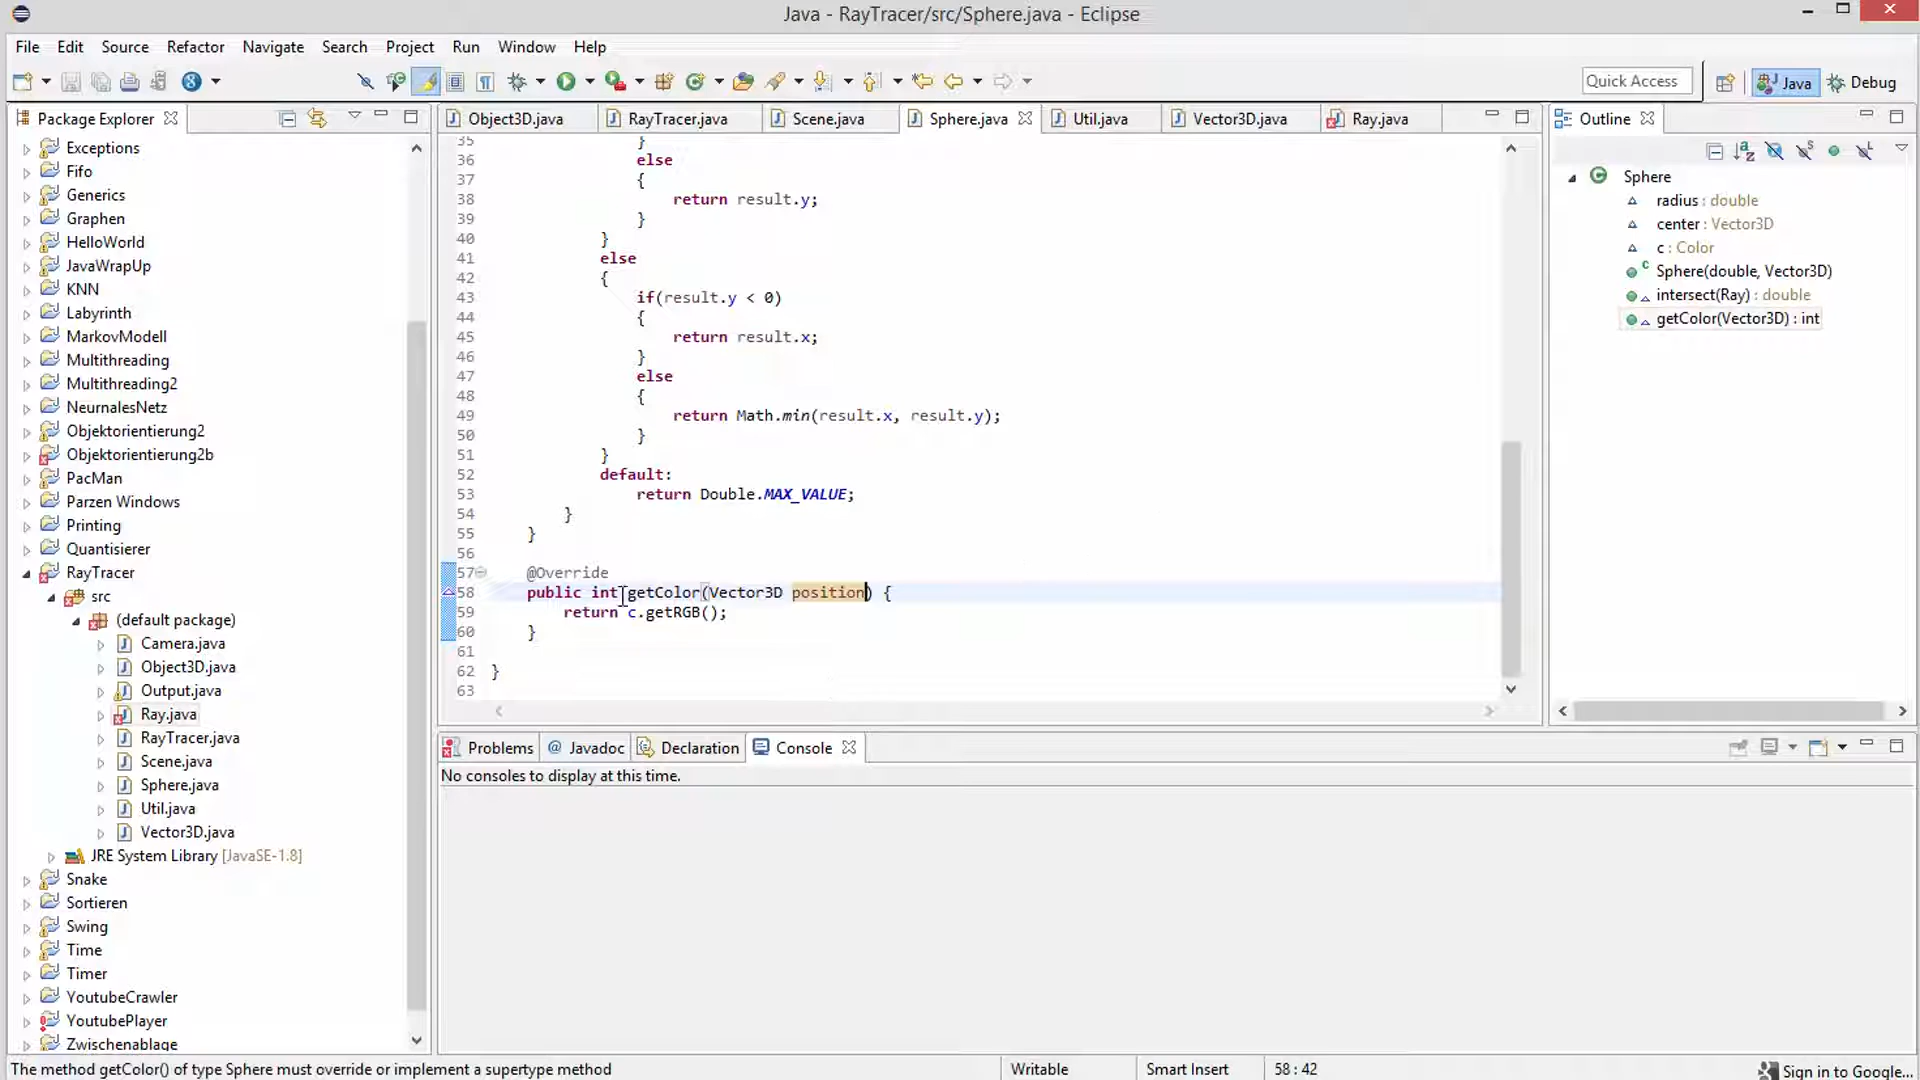 Java - RayTracer/src/Sphere.java - Eclipse
File Edit Source Refactor Navigate Search Project Run Window Help
Quick Access
Java
Debug
Package Explorer
Exceptions
Fifo
Generics
Graphen
HelloWorld
JavaWrapUp
KNN
Labyrinth
MarkovModell
Multithreading
Multithreading2
NeurnalesNetz
Objektorientierung2
Objektorientierung2b
PacMan
Parzen Windows
Printing
Quantisierer
RayTracer
src
(default package)
Camera.java
Object3D.java
Output.java
Ray.java
RayTracer.java
Scene.java
Sphere.java
Util.java
Vector3D.java
JRE System Library [JavaSE-1.8]
Snake
Sortieren
Swing
Time
Timer
YoutubeCrawler
YoutubePlayer
Zwischenablage
Object3D.java RayTracer.java Scene.java Sphere.java Util.java Vector3D.java Ray.java
35 }
36 else
37 {
38 return result.y;
39 }
40 }
41 else
42 {
43 if(result.y < 0)
44 {
45 return result.x;
46 }
47 else
48 {
49 return Math.min(result.x, result.y);
50 }
51 }
52 default:
53 return Double.MAX_VALUE;
54 }
55 }
56
57 @Override
58 public int getColor(Vector3D position) {
59 return c.getRGB();
60 }
61
62 }
63
Outline
Sphere
radius : double
center : Vector3D
c : Color
Sphere(double, Vector3D)
intersect(Ray) : double
getColor(Vector3D) : int
Problems @ Javadoc Declaration Console
No consoles to display at this time.
The method getColor() of type Sphere must override or implement a supertype method
Writable
Smart Insert
58 : 42
Sign in to Google...